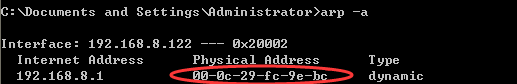 C:\Documents and Settings\Administrator>arp -a
Interface: 192.168.8.122 --- 0x20002
Internet Address Physical Address Type
192.168.8.1 00-0c-29-fc-9e-bc dynamic